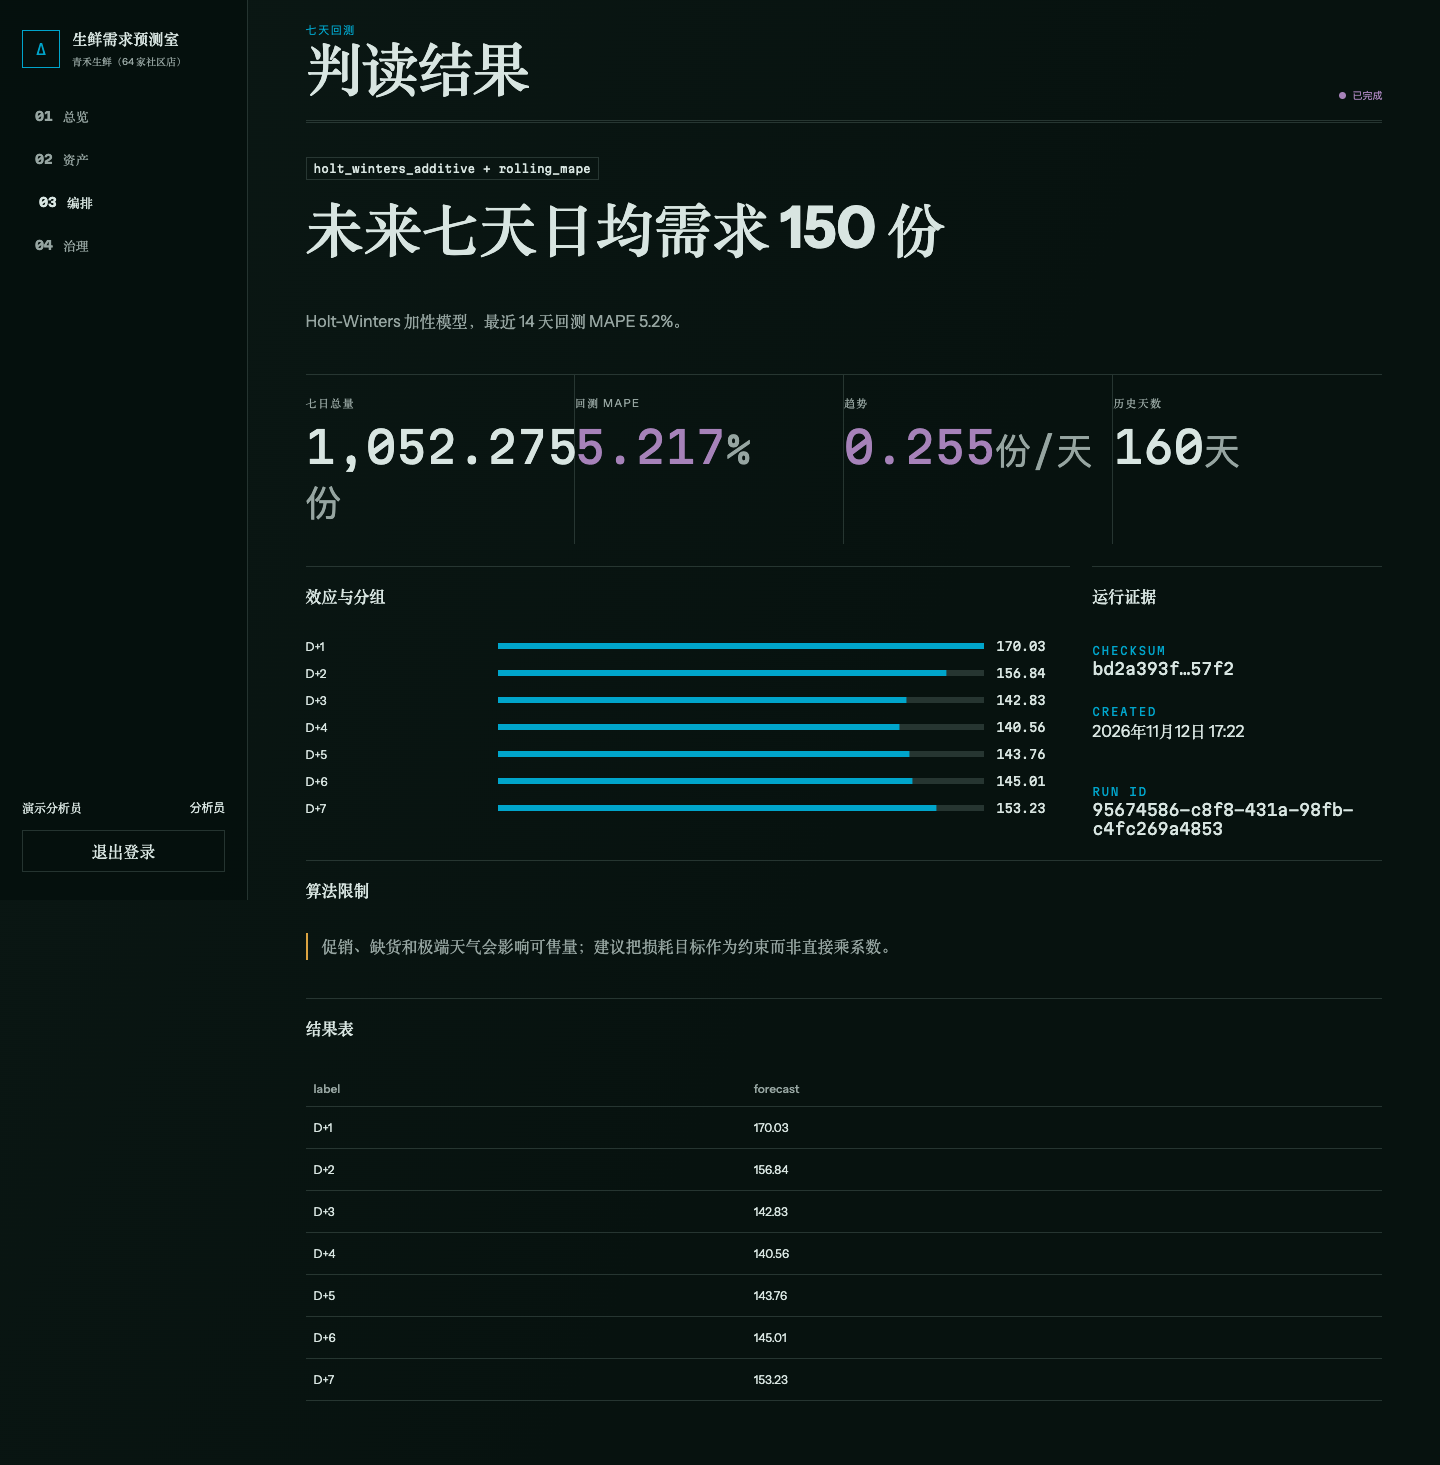 Δ
生鲜需求预测室
青禾生鲜（64 家社区店）
01 总览
02 资产
03 编排
04 治理
演示分析员 分析员
退出登录
七天回测
判读结果
已完成
holt_winters_additive + rolling_mape
未来七天日均需求 150 份
Holt-Winters 加性模型，最近 14 天回测 MAPE 5.2%。
七日总量
1,052.275
份
回测 MAPE
5.217%
趋势
0.255份/天
历史天数
160天
效应与分组
D+1 170.03
D+2 156.84
D+3 142.83
D+4 140.56
D+5 143.76
D+6 145.01
D+7 153.23
运行证据
CHECKSUM
bd2a393f…57f2
CREATED
2026年11月12日 17:22
RUN ID
95674586-c8f8-431a-98fb-
c4fc269a4853
算法限制
促销、缺货和极端天气会影响可售量；建议把损耗目标作为约束而非直接乘系数。
结果表
label forecast
D+1 170.03
D+2 156.84
D+3 142.83
D+4 140.56
D+5 143.76
D+6 145.01
D+7 153.23